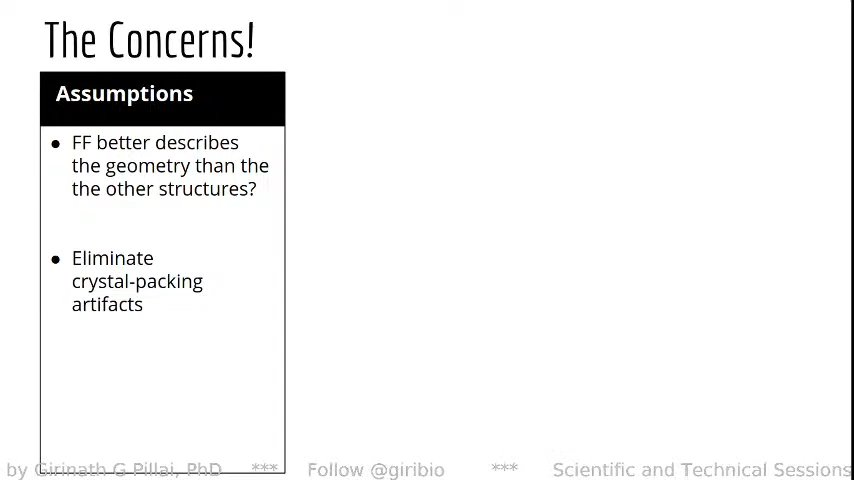 The Concerns!
Assumptions
● FF better describes
the geometry than the
the other structures?
● Eliminate
crystal-packing
artifacts
by Girinath G Pillai, PhD *** Follow @giribio *** Scientific and Technical Sessions